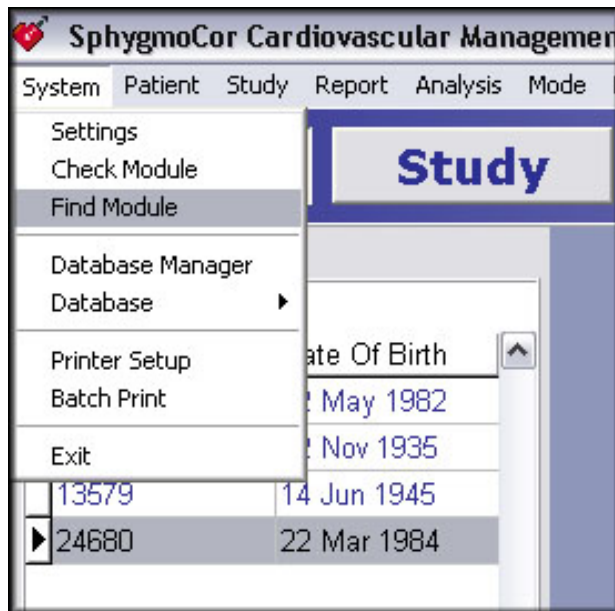 SphygmoCor Cardiovascular Managemen
System Patient Study Report Analysis Mode
Settings
Check Module
Find Module
Study
Database Manager
Database
Printer Setup
Batch Print
Exit
ate Of Birth
2 May 1982
2 Nov 1935
13579 14 Jun 1945
24680 22 Mar 1984